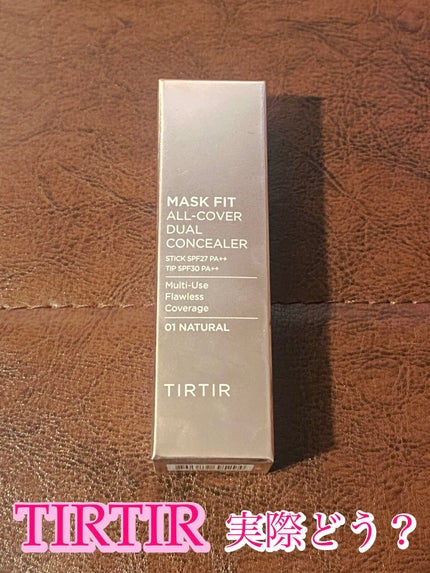 MASK FIT
ALL-COVER
DUAL
CONCEALER
STICK SPF27 PA++
TIP SPF30 PA++
Multi-Use
Flawless
Coverage
01 NATURAL
TIRTIR
TIRTIR 実際どう？